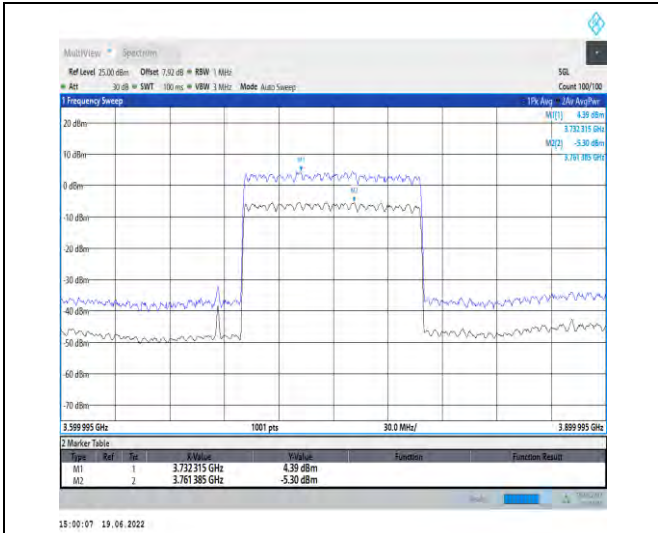 MultiView Spectrum
Ref Level 25.00 dBm Offset 7.92 dB RBW 1 MHz SGL
Att 30 dB SWT 100 ms VBW 3 MHz Mode Auto Sweep Count 100/100
1 Frequency Sweep 1Pk Avg 2Av AvgPwr
M1[1] 4.39 dBm
3.732 315 GHz
M2[2] -5.30 dBm
3.761 385 GHz
20 dBm
10 dBm
M1
0 dBm
M2
-10 dBm
-20 dBm
-30 dBm
-40 dBm
-50 dBm
-60 dBm
-70 dBm
3.599 995 GHz 1001 pts 30.0 MHz/ 3.899 995 GHz
2 Marker Table
Type Ref Trc X-Value Y-Value Function Function Result
M1 1 3.732 315 GHz 4.39 dBm
M2 2 3.761 385 GHz -5.30 dBm
15:00:07 19.06.2022